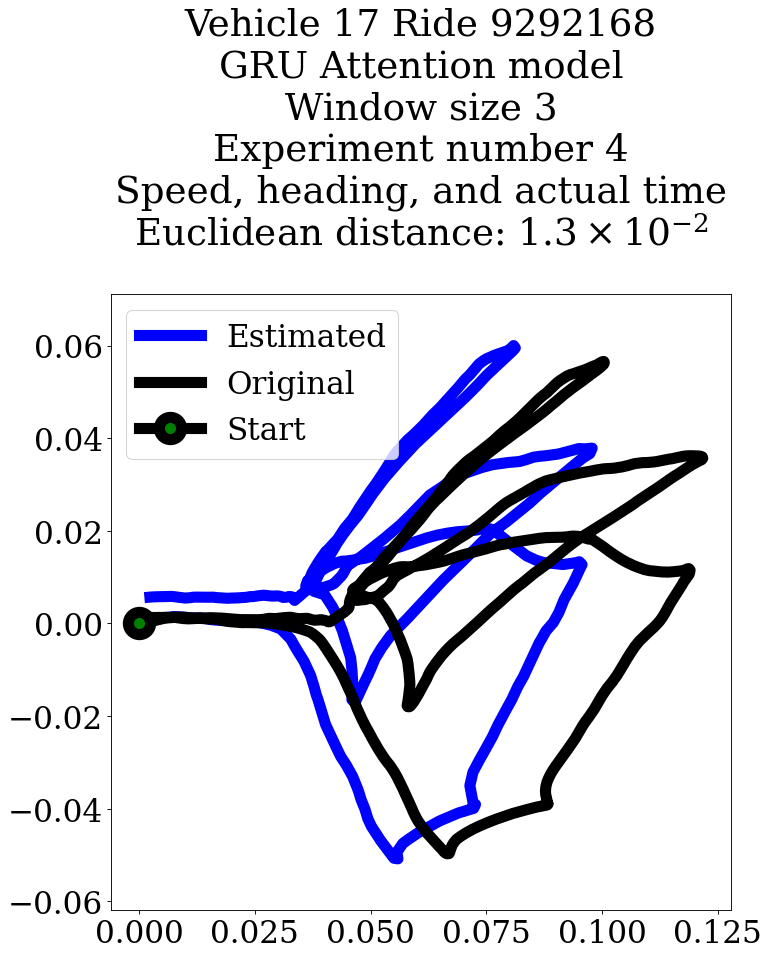 Vehicle 17 Ride 9292168
GRU Attention model
Window size 3
Experiment number 4
Speed, heading, and actual time
Euclidean distance: 1.3 × 10⁻²
Estimated
Original
Start
0.06
0.04
0.02
0.00
−0.02
−0.04
−0.06
0.000 0.025 0.050 0.075 0.100 0.125